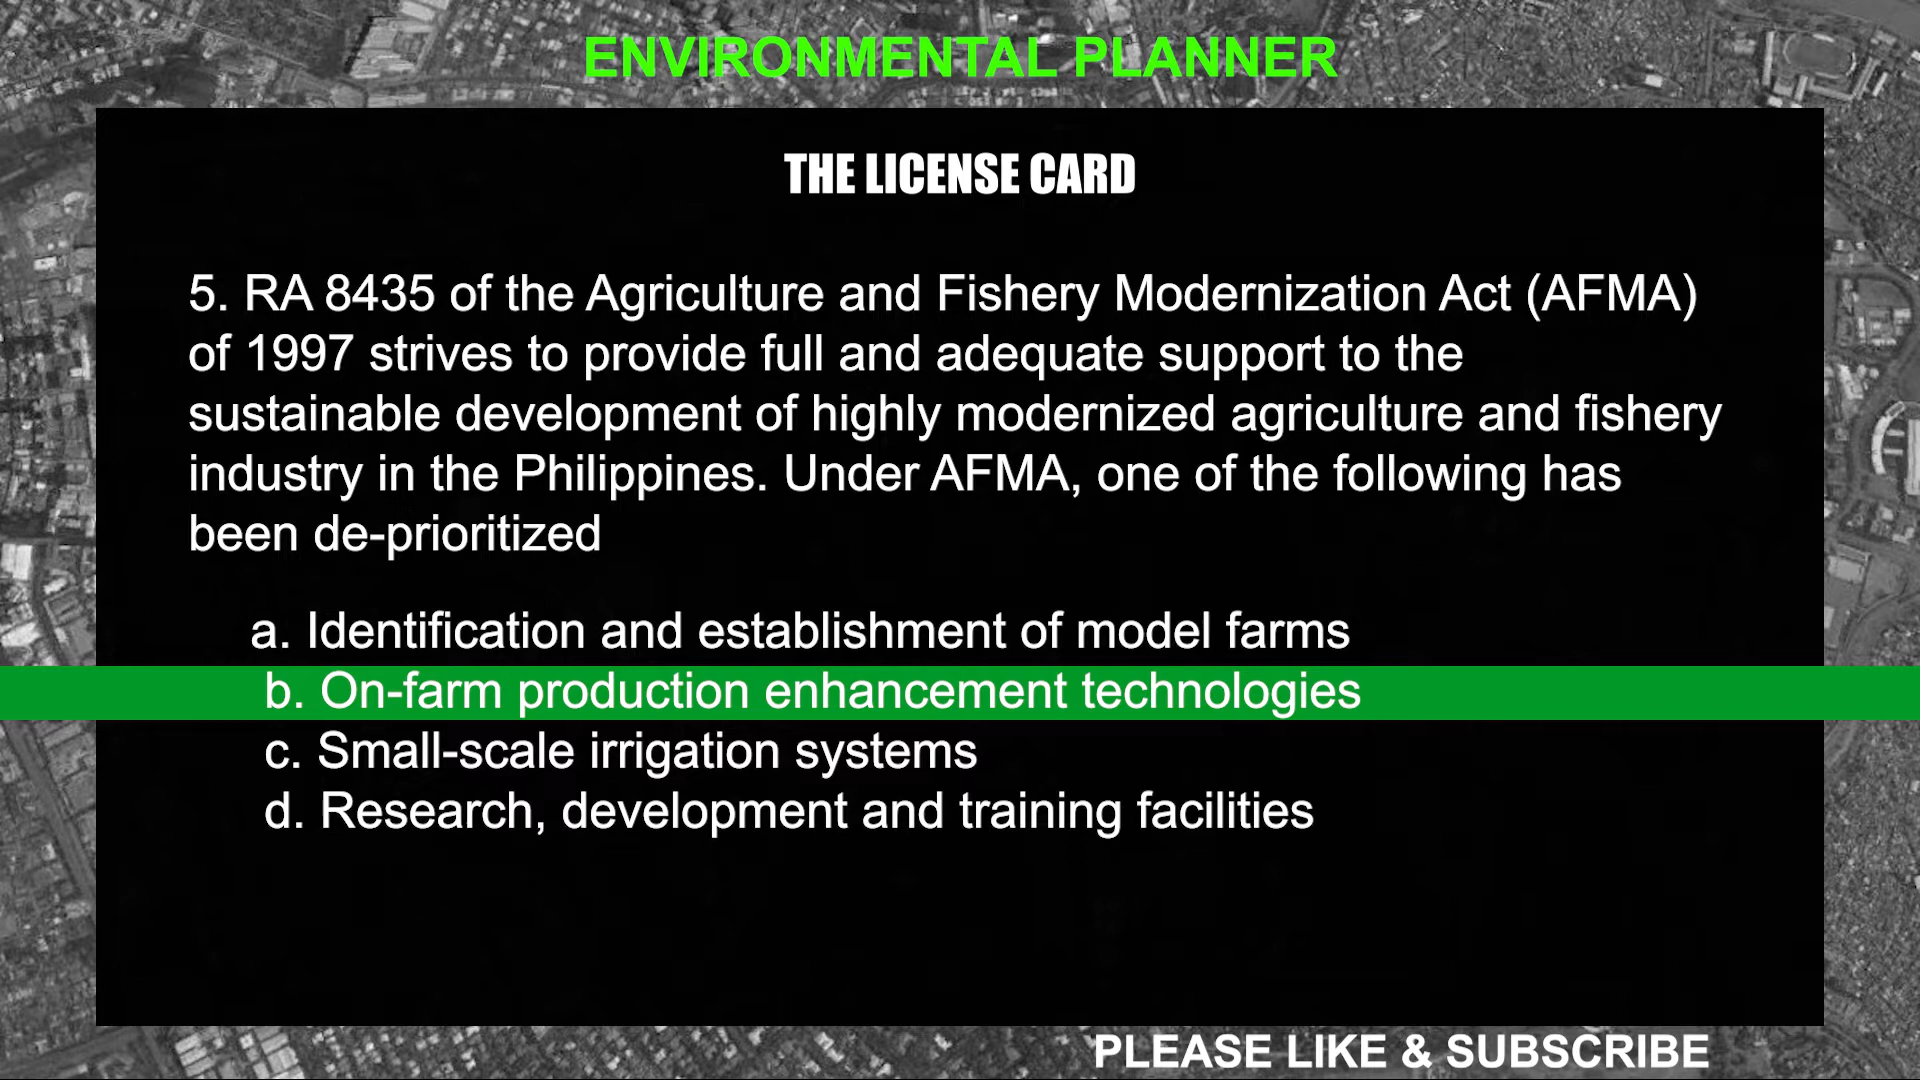 ENVIRONMENTAL PLANNER
THE LICENSE CARD
5. RA 8435 of the Agriculture and Fishery Modernization Act (AFMA)
of 1997 strives to provide full and adequate support to the
sustainable development of highly modernized agriculture and fishery
industry in the Philippines. Under AFMA, one of the following has
been de-prioritized
a. Identification and establishment of model farms
b. On-farm production enhancement technologies
c. Small-scale irrigation systems
d. Research, development and training facilities
PLEASE LIKE & SUBSCRIBE